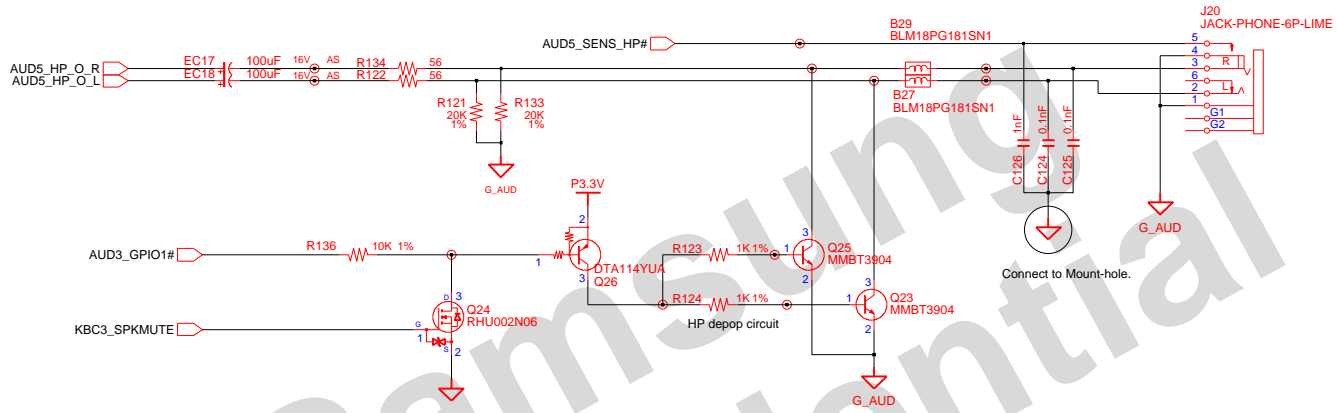 J20
JACK-PHONE-6P-LIME
B29
BLM18PG181SN1
AUD5_SENS_HP#
5
4
3
6
2
1
G1
G2
R
L
AUD5_HP_O_R
AUD5_HP_O_L
EC17 100uF 16V AS R134 56
EC18 100uF 16V AS R122 56
B27
BLM18PG181SN1
R121
20K
1%
R133
20K
1%
G_AUD
1nF
0.1nF
0.1nF
C126
C124
C125
P3.3V
2
AUD3_GPIO1#
R136 10K 1%
1
DTA114YUA
3 Q26
R123 1K 1%
3
1
Q25
MMBT3904
2
G_AUD
Connect to Mount-hole.
R124 1K 1%
HP depop circuit
3
1
Q23
MMBT3904
2
D 3
Q24
RHU002N06
KBC3_SPKMUTE
G
1
S
2
G_AUD
Samsung